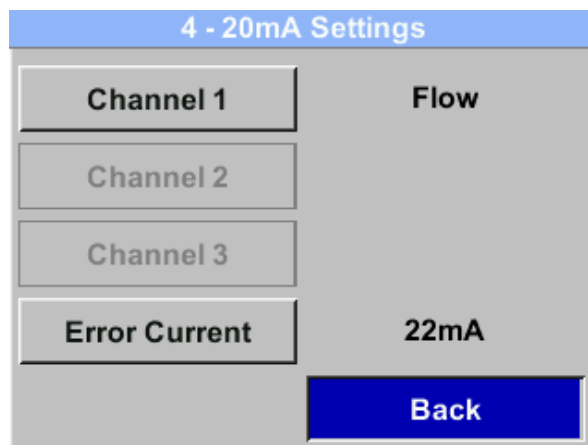 4 - 20mA Settings
Channel 1 Flow
Channel 2
Channel 3
Error Current 22mA
Back